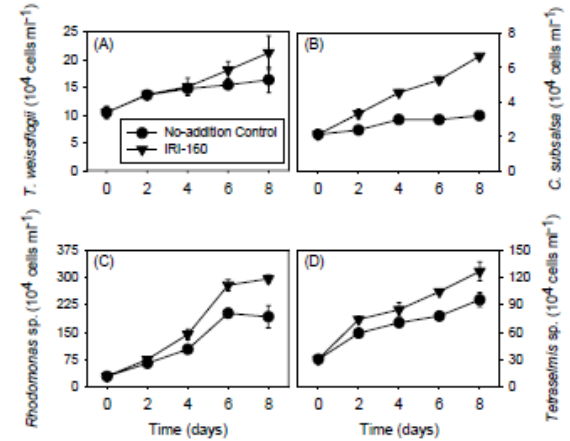 (A)
(B)
T. weissflogii (10⁴ cells ml⁻¹)
25
20
15
10
5
0
No-addition Control
IRI-160
0 2 4 6 8
0 2 4 6 8
8
6
4
2
0
C. subsalsa (10⁴ cells ml⁻¹)
(C)
(D)
Rhodomonas sp. (10⁴ cells ml⁻¹)
375
300
225
150
75
0
0 2 4 6 8
0 2 4 6 8
150
120
90
60
30
0
Tetraselmis sp. (10⁴ cells ml⁻¹)
Time (days)
Time (days)